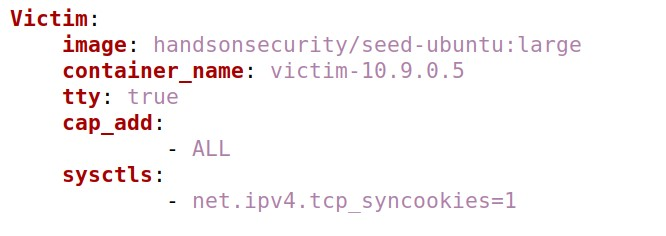 Victim:
    image: handsonsecurity/seed-ubuntu:large
    container_name: victim-10.9.0.5
    tty: true
    cap_add:
            - ALL
    sysctls:
            - net.ipv4.tcp_syncookies=1